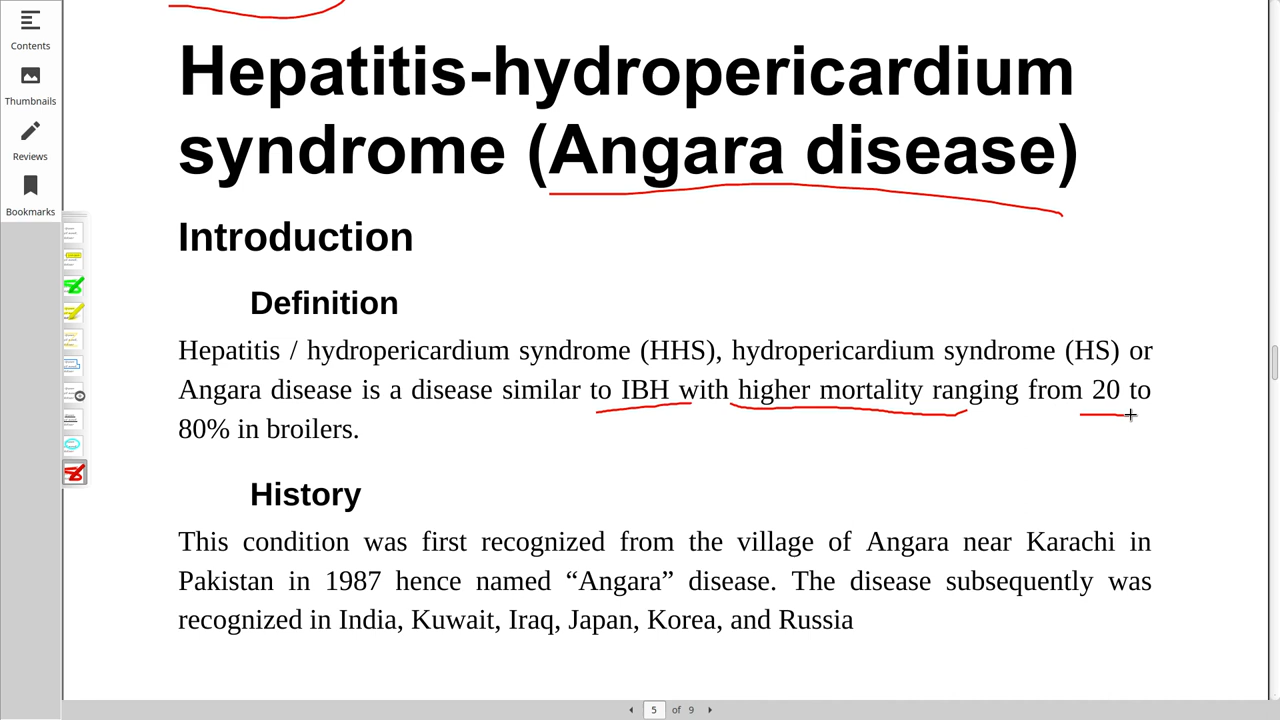 Contents
Thumbnails
Reviews
Bookmarks
Hepatitis-hydropericardium
syndrome (Angara disease)
Introduction
Definition
Hepatitis / hydropericardium syndrome (HHS), hydropericardium syndrome (HS) or
Angara disease is a disease similar to IBH with higher mortality ranging from 20 to
80% in broilers.
History
This condition was first recognized from the village of Angara near Karachi in
Pakistan in 1987 hence named “Angara” disease. The disease subsequently was
recognized in India, Kuwait, Iraq, Japan, Korea, and Russia
5 of 9